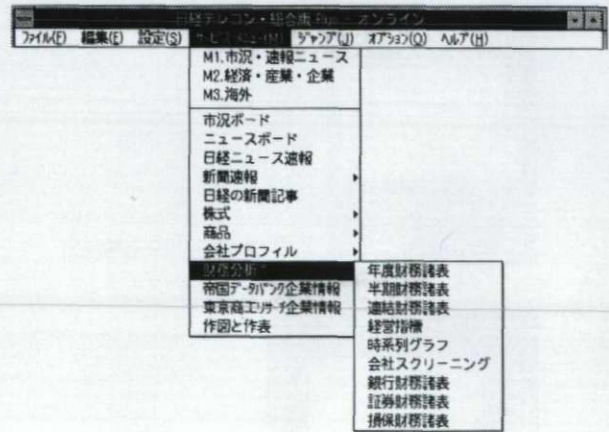 日経テレコン・総合版 - オンライン
ファイル(F) 編集(E) 設定(S) サービスメニュー(M) ジャンプ(J) オプション(O) ヘルプ(H)
M1.市況・速報ニュース
M2.経済・産業・企業
M3.海外
市況ボード
ニュースボード
日経ニュース速報
新聞速報
日経の新聞記事
株式
商品
会社プロフィル
財務分析
帝国データバンク企業情報
東京商工リサーチ企業情報
作図と作表
年度財務諸表
半期財務諸表
連結財務諸表
経営指標
時系列グラフ
会社スクリーニング
銀行財務諸表
証券財務諸表
損保財務諸表